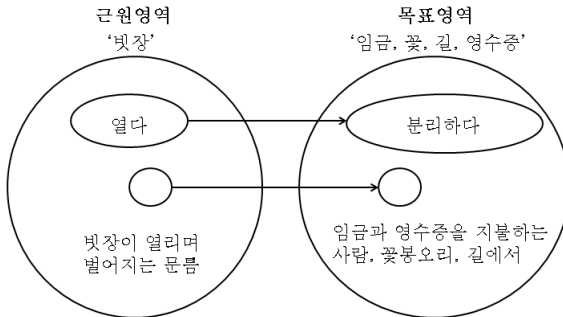 근원영역
'빗장'
목표영역
'임금, 꽃, 길, 영수증'
열다
분리하다
빗장이 열리며
벌어지는 문틈
임금과 영수증을 지불하는
사람, 꽃봉오리, 길에서